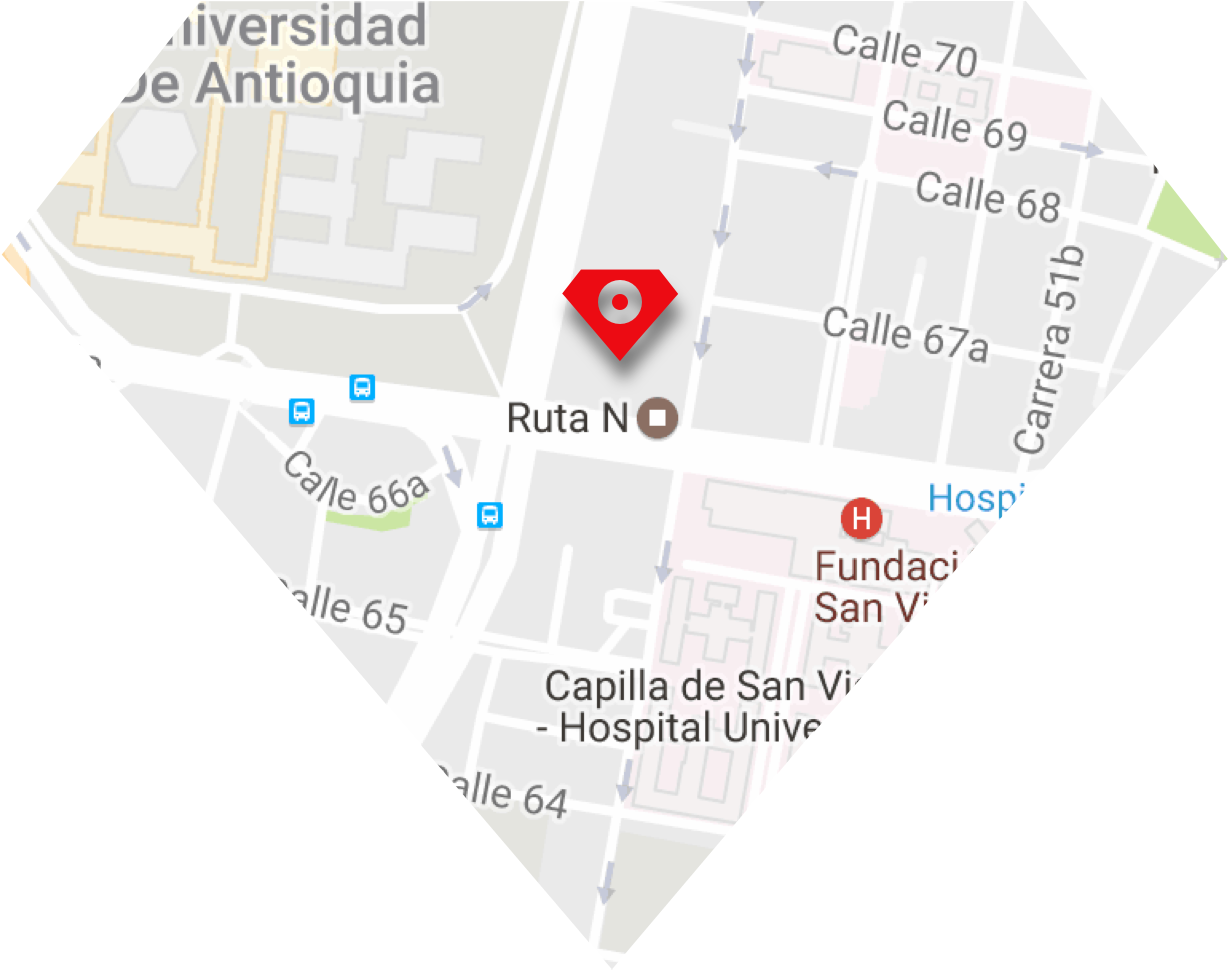 niversidad
De Antioquia
Calle 70
Calle 69
Calle 68
Calle 67a
Carrera 51b
Ruta N
Calle 66a
H
Hospi
Fundaci
San Vi
alle 65
Capilla de San Vi
- Hospital Unive
alle 64